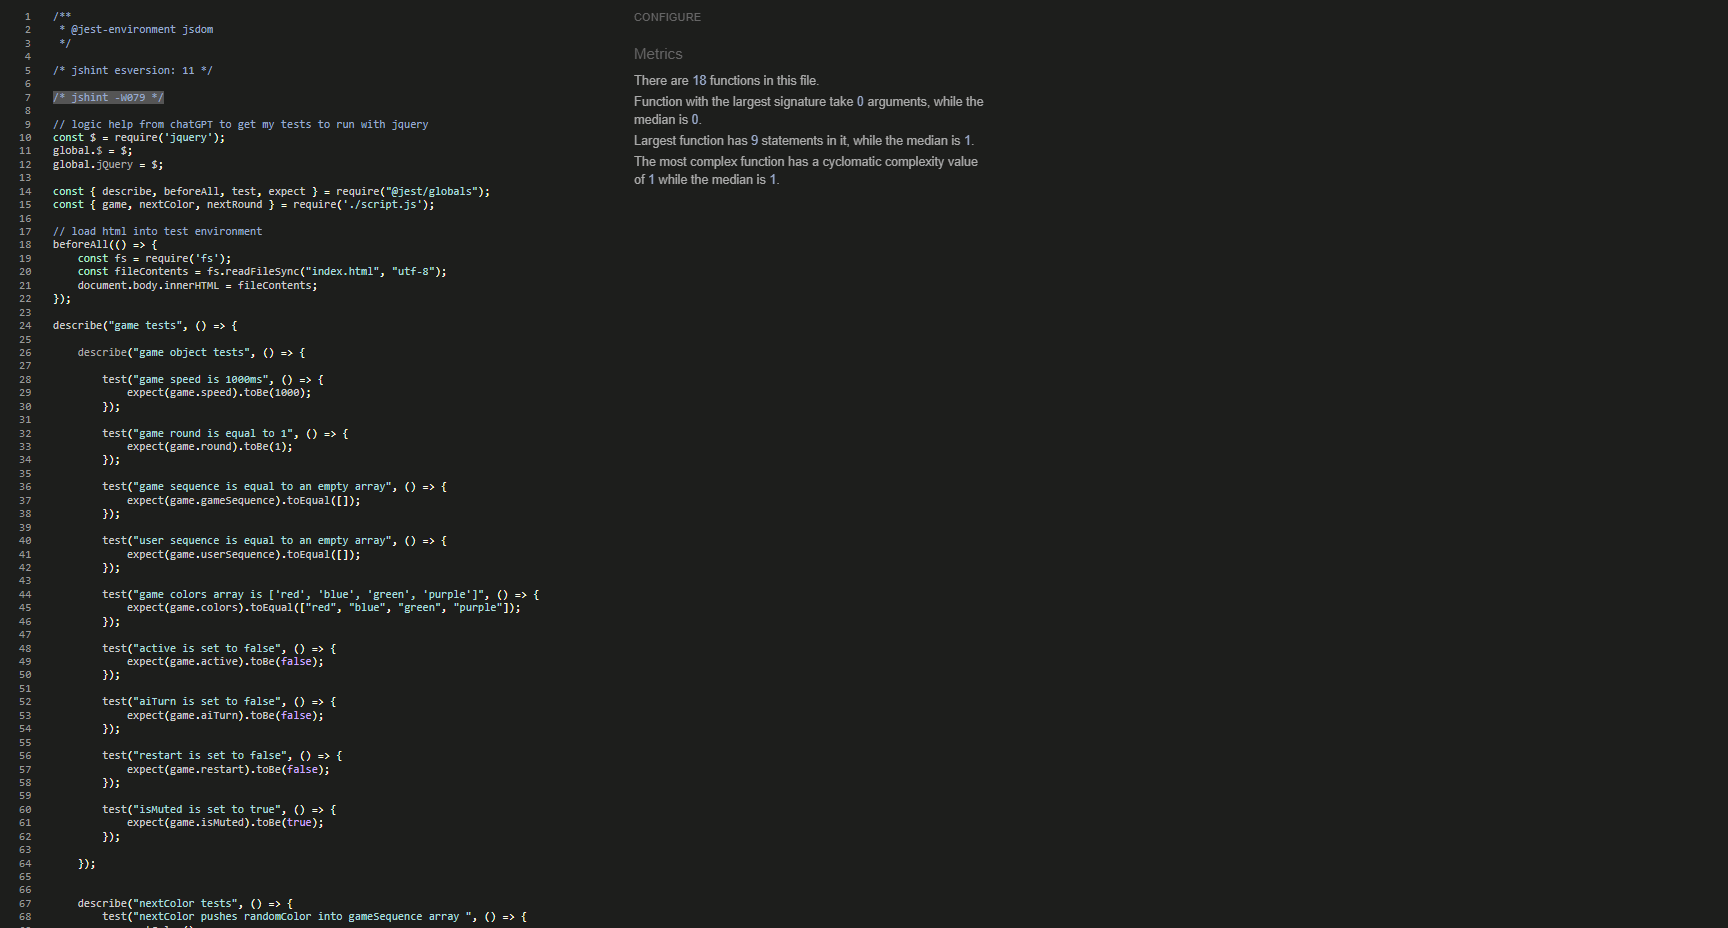 1 /**
2 * @jest-environment jsdom
3 */
4
5 /* jshint esversion: 11 */
6
7 /* jshint -W079 */
8
9 // logic help from chatGPT to get my tests to run with jquery
10 const $ = require('jquery');
11 global.$ = $;
12 global.jQuery = $;
13
14 const { describe, beforeAll, test, expect } = require("@jest/globals");
15 const { game, nextColor, nextRound } = require('./script.js');
16
17 // load html into test environment
18 beforeAll(() => {
19 const fs = require('fs');
20 const fileContents = fs.readFileSync("index.html", "utf-8");
21 document.body.innerHTML = fileContents;
22 });
23
24 describe("game tests", () => {
25
26 describe("game object tests", () => {
27
28 test("game speed is 1000ms", () => {
29 expect(game.speed).toBe(1000);
30 });
31
32 test("game round is equal to 1", () => {
33 expect(game.round).toBe(1);
34 });
35
36 test("game sequence is equal to an empty array", () => {
37 expect(game.gameSequence).toEqual([]);
38 });
39
40 test("user sequence is equal to an empty array", () => {
41 expect(game.userSequence).toEqual([]);
42 });
43
44 test("game colors array is ['red', 'blue', 'green', 'purple']", () => {
45 expect(game.colors).toEqual(["red", "blue", "green", "purple"]);
46 });
47
48 test("active is set to false", () => {
49 expect(game.active).toBe(false);
50 });
51
52 test("aiTurn is set to false", () => {
53 expect(game.aiTurn).toBe(false);
54 });
55
56 test("restart is set to false", () => {
57 expect(game.restart).toBe(false);
58 });
59
60 test("isMuted is set to true", () => {
61 expect(game.isMuted).toBe(true);
62 });
63
64 });
65
66
67 describe("nextColor tests", () => {
68 test("nextColor pushes randomColor into gameSequence array ", () => {
CONFIGURE
Metrics
There are 18 functions in this file.
Function with the largest signature take 0 arguments, while the
median is 0.
Largest function has 9 statements in it, while the median is 1.
The most complex function has a cyclomatic complexity value
of 1 while the median is 1.